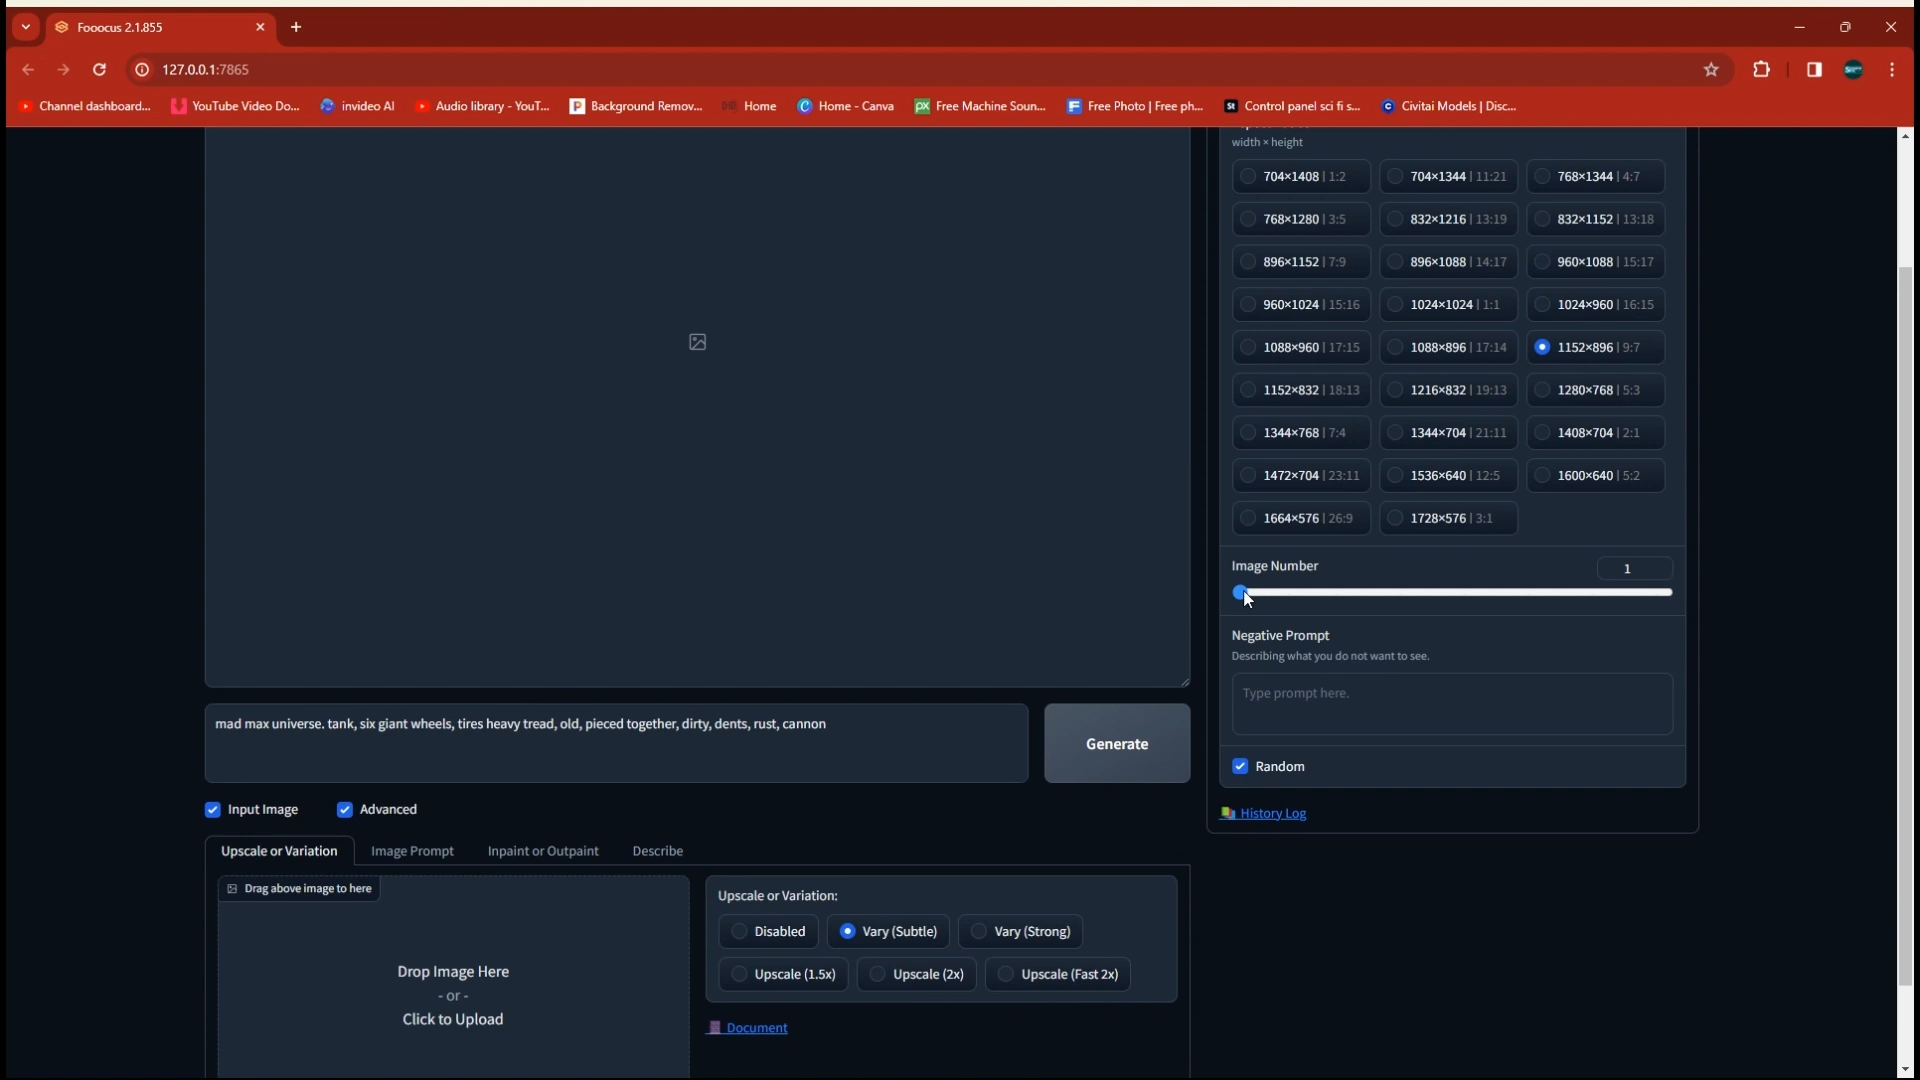 Fooocus 2.1.855
127.0.0.1:7865
Channel dashboard...
YouTube Video Do...
invideo AI
Audio library - YouT...
Background Remov...
Home
Home - Canva
Free Machine Soun...
Free Photo | Free ph...
Control panel sci fi s...
Civitai Models | Disc...
width × height
704×1408 | 1:2
704×1344 | 11:21
768×1344 | 4:7
768×1280 | 3:5
832×1216 | 13:19
832×1152 | 13:18
896×1152 | 7:9
896×1088 | 14:17
960×1088 | 15:17
960×1024 | 15:16
1024×1024 | 1:1
1024×960 | 16:15
1088×960 | 17:15
1088×896 | 17:14
1152×896 | 9:7
1152×832 | 18:13
1216×832 | 19:13
1280×768 | 5:3
1344×768 | 7:4
1344×704 | 21:11
1408×704 | 2:1
1472×704 | 23:11
1536×640 | 12:5
1600×640 | 5:2
1664×576 | 26:9
1728×576 | 3:1
Image Number
1
Negative Prompt
Describing what you do not want to see.
Type prompt here.
Random
History Log
mad max universe. tank, six giant wheels, tires heavy tread, old, pieced together, dirty, dents, rust, cannon
Generate
Input Image
Advanced
Upscale or Variation
Image Prompt
Inpaint or Outpaint
Describe
Drag above image to here
Drop Image Here
- or -
Click to Upload
Upscale or Variation:
Disabled
Vary (Subtle)
Vary (Strong)
Upscale (1.5x)
Upscale (2x)
Upscale (Fast 2x)
Document